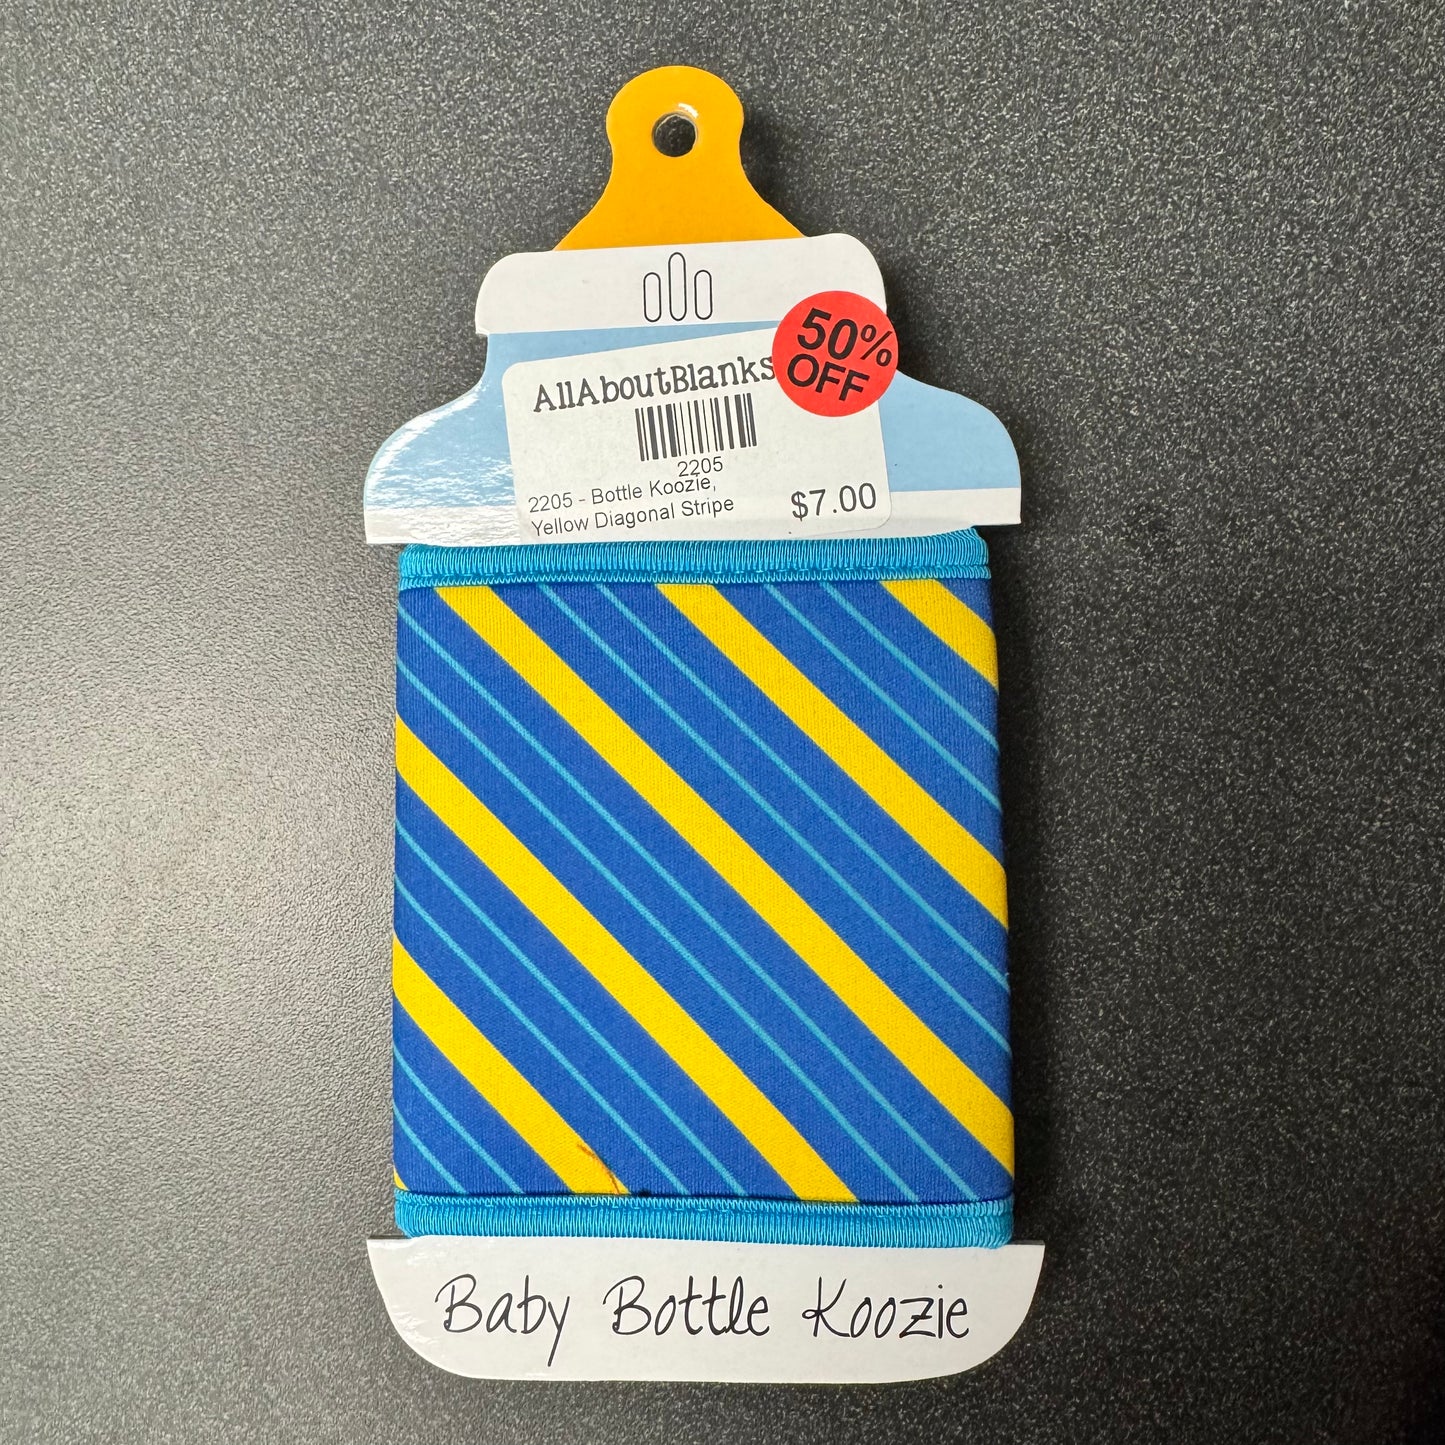 50%
OFF
AllAboutBlanks
2205
2205 - Bottle Koozie,
Yellow Diagonal Stripe
$7.00
Baby Bottle Koozie